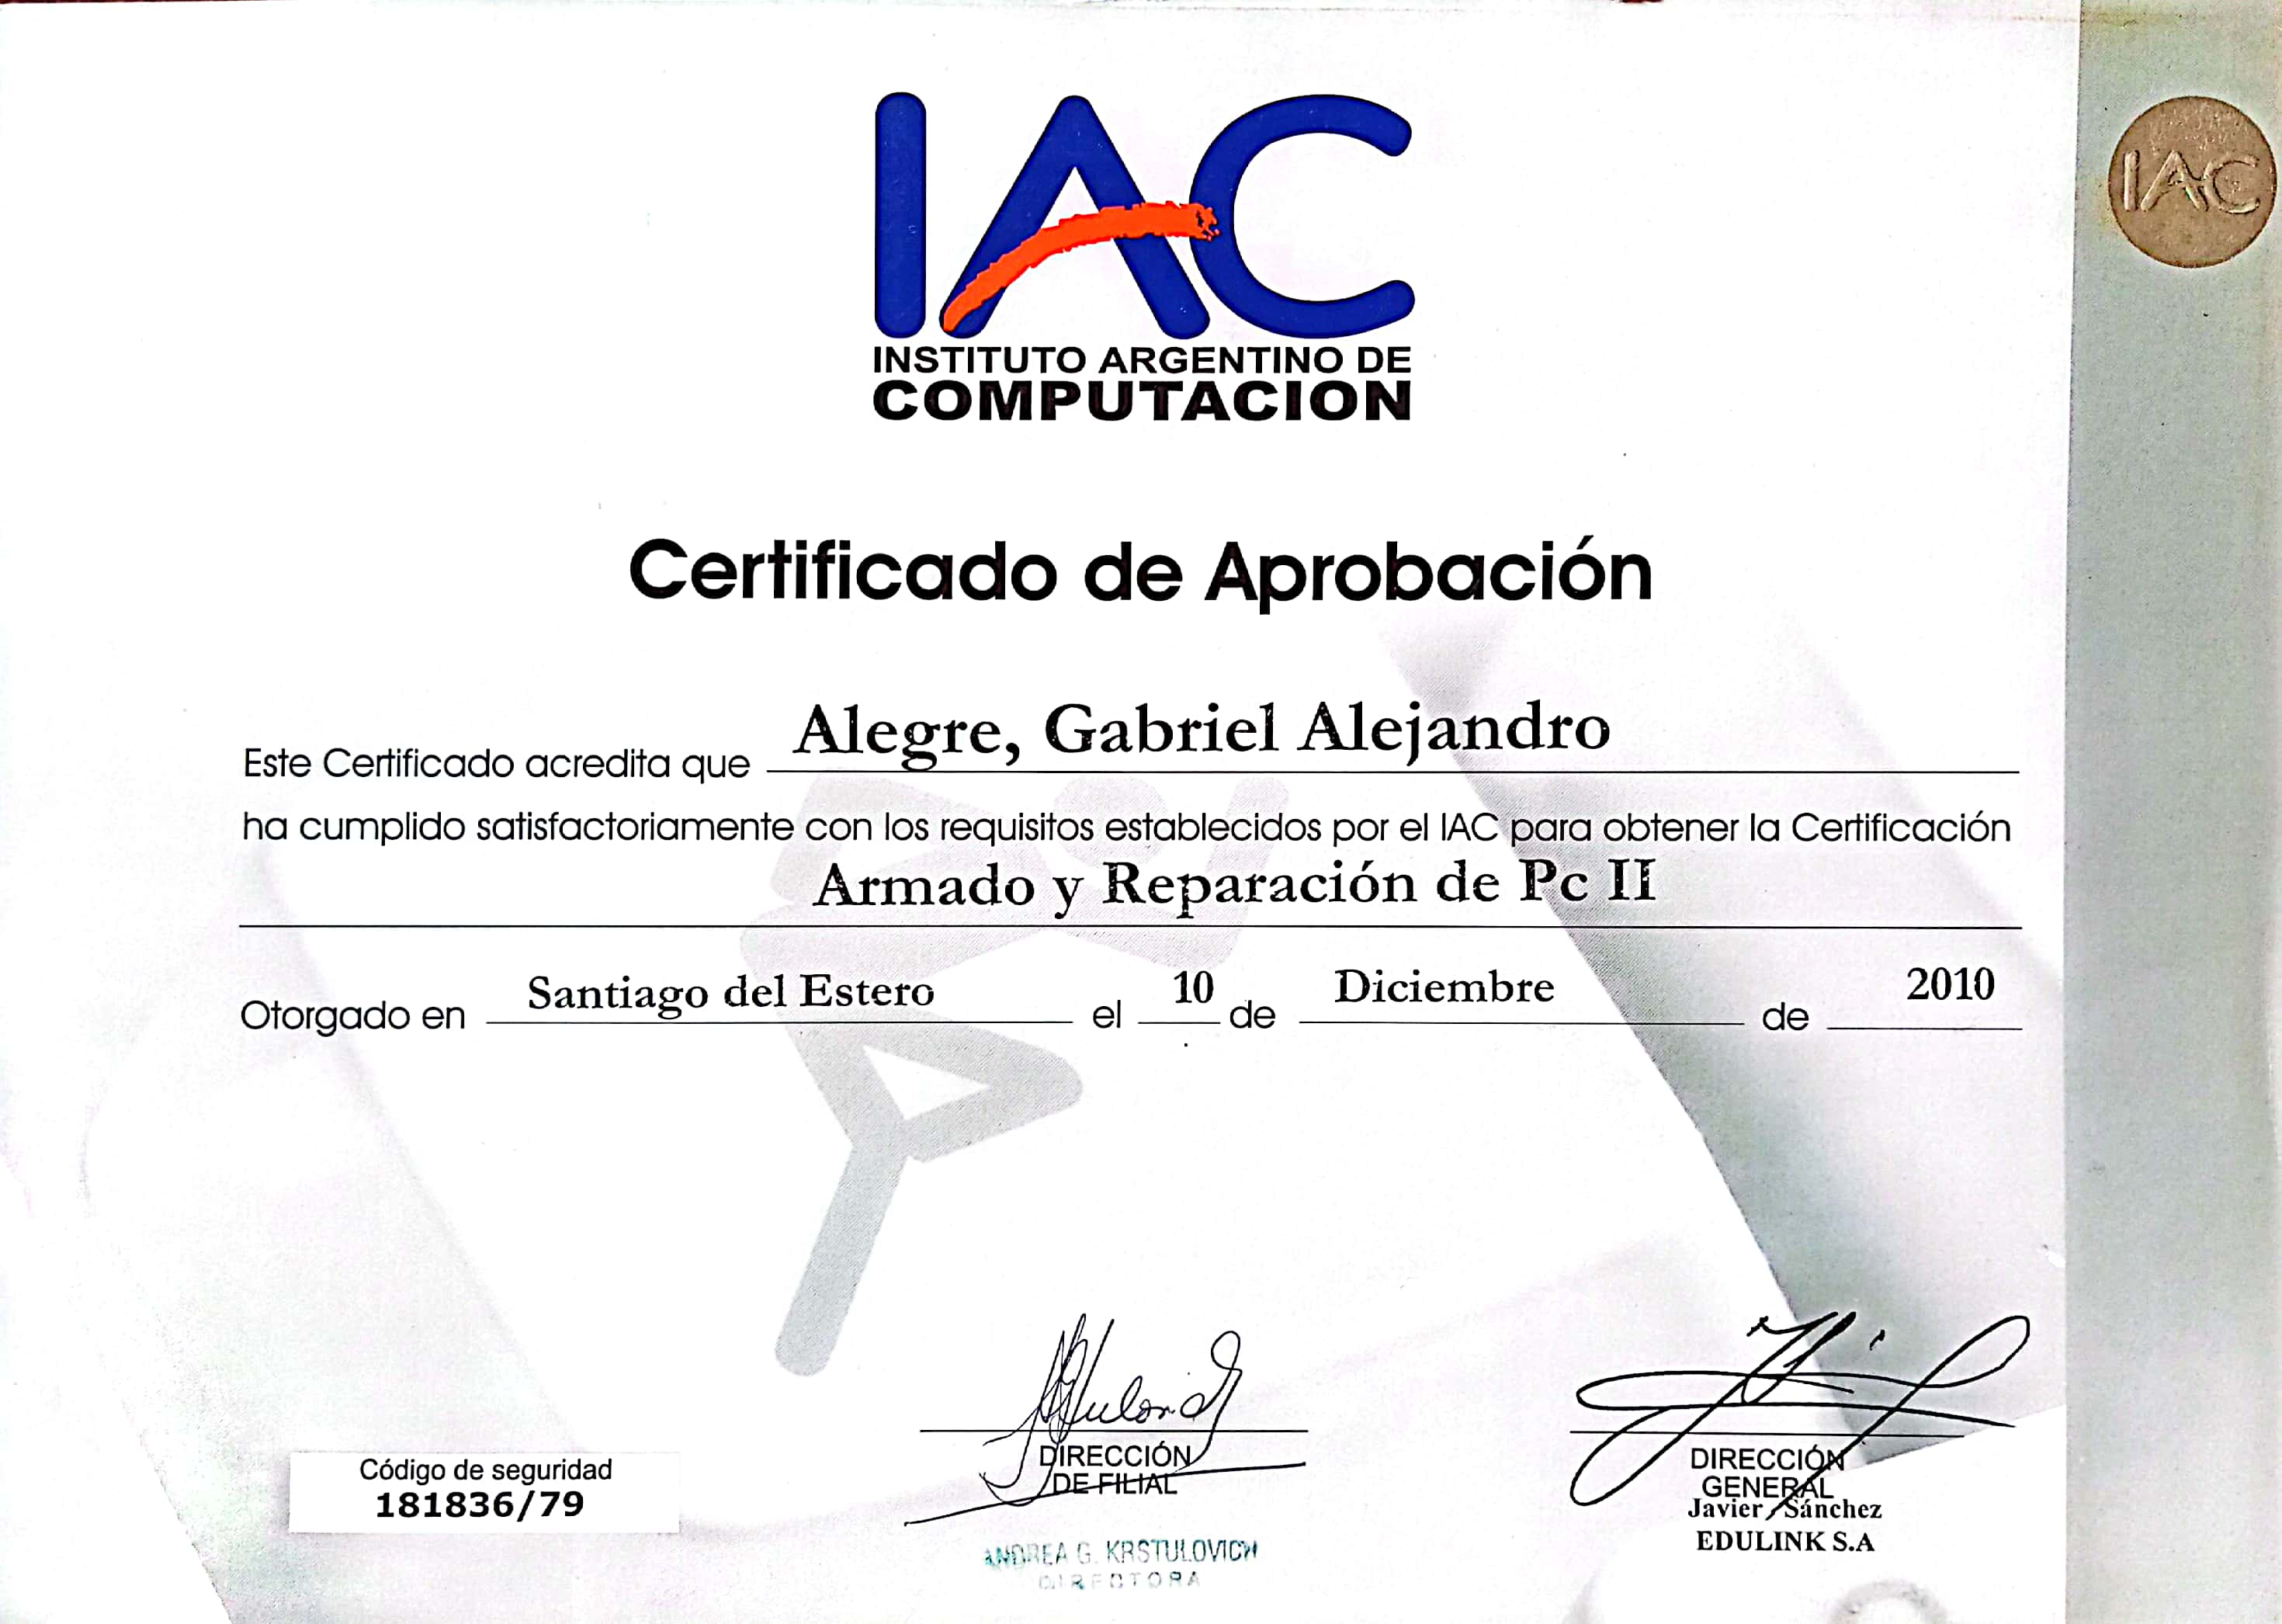 IAC
INSTITUTO ARGENTINO DE
COMPUTACION
IAC
Certificado de Aprobación
Este Certificado acredita que Alegre, Gabriel Alejandro
ha cumplido satisfactoriamente con los requisitos establecidos por el IAC para obtener la Certificación
Armado y Reparación de Pc II
Otorgado en Santiago del Estero el 10 de Diciembre de 2010
Código de seguridad
181836/79
DIRECCIÓN
DE FILIAL
ANDREA G. KRSTULOVICH
DIRECTORA
DIRECCIÓN
GENERAL
Javier Sánchez
EDULINK S.A